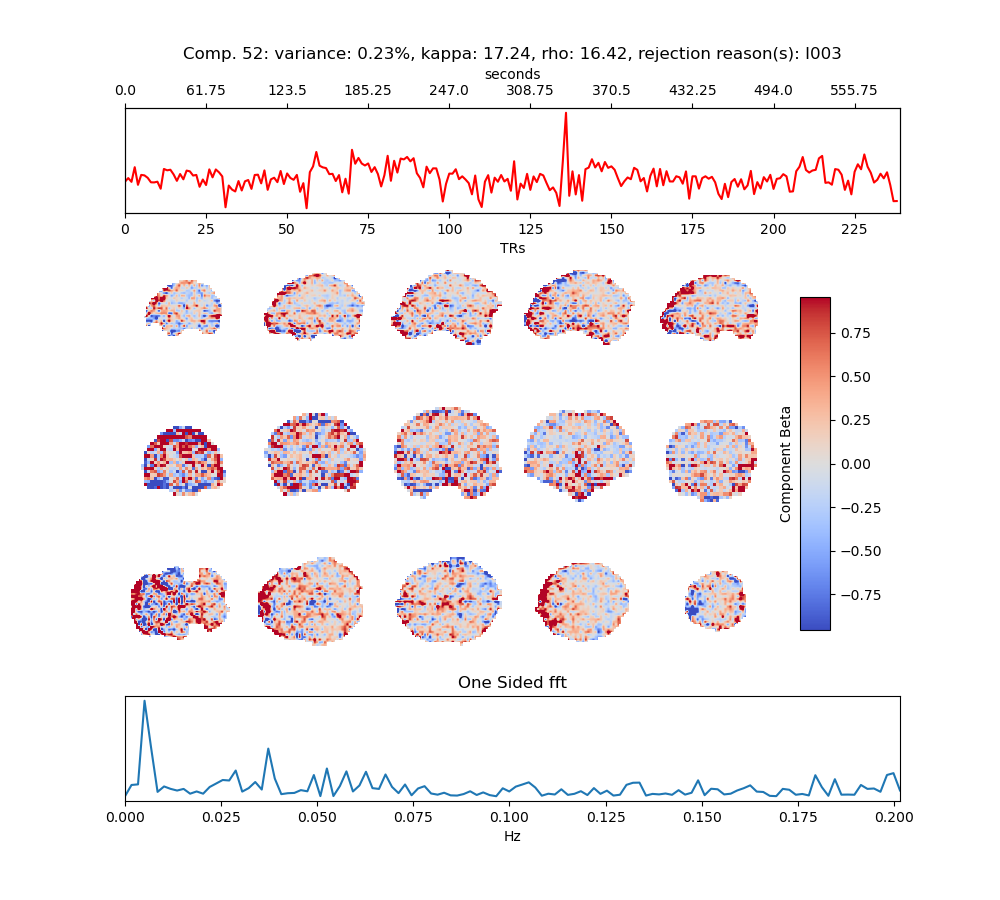 Comp. 52: variance: 0.23%, kappa: 17.24, rho: 16.42, rejection reason(s): I003
seconds
0.0 61.75 123.5 185.25 247.0 308.75 370.5 432.25 494.0 555.75
0 25 50 75 100 125 150 175 200 225
TRs
0.75
0.50
0.25
0.00
−0.25
−0.50
−0.75
Component Beta
One Sided fft
0.000 0.025 0.050 0.075 0.100 0.125 0.150 0.175 0.200
Hz